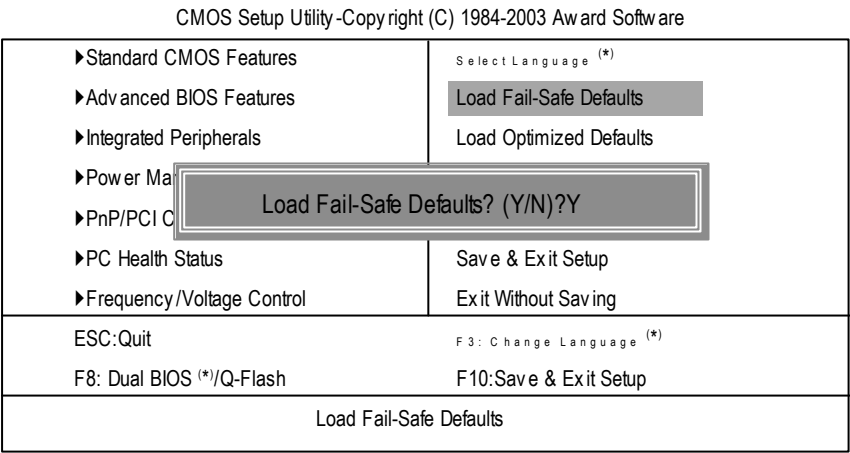 CMOS Setup Utility-Copyright (C) 1984-2003 Award Software
▶Standard CMOS Features
Select Language (*)
▶Advanced BIOS Features
Load Fail-Safe Defaults
▶Integrated Peripherals
Load Optimized Defaults
▶Power Ma
▶PnP/PCI C
Load Fail-Safe Defaults? (Y/N)?Y
▶PC Health Status
Save & Exit Setup
▶Frequency/Voltage Control
Exit Without Saving
ESC:Quit
F3: Change Language (*)
F8: Dual BIOS (*)/Q-Flash
F10:Save & Exit Setup
Load Fail-Safe Defaults